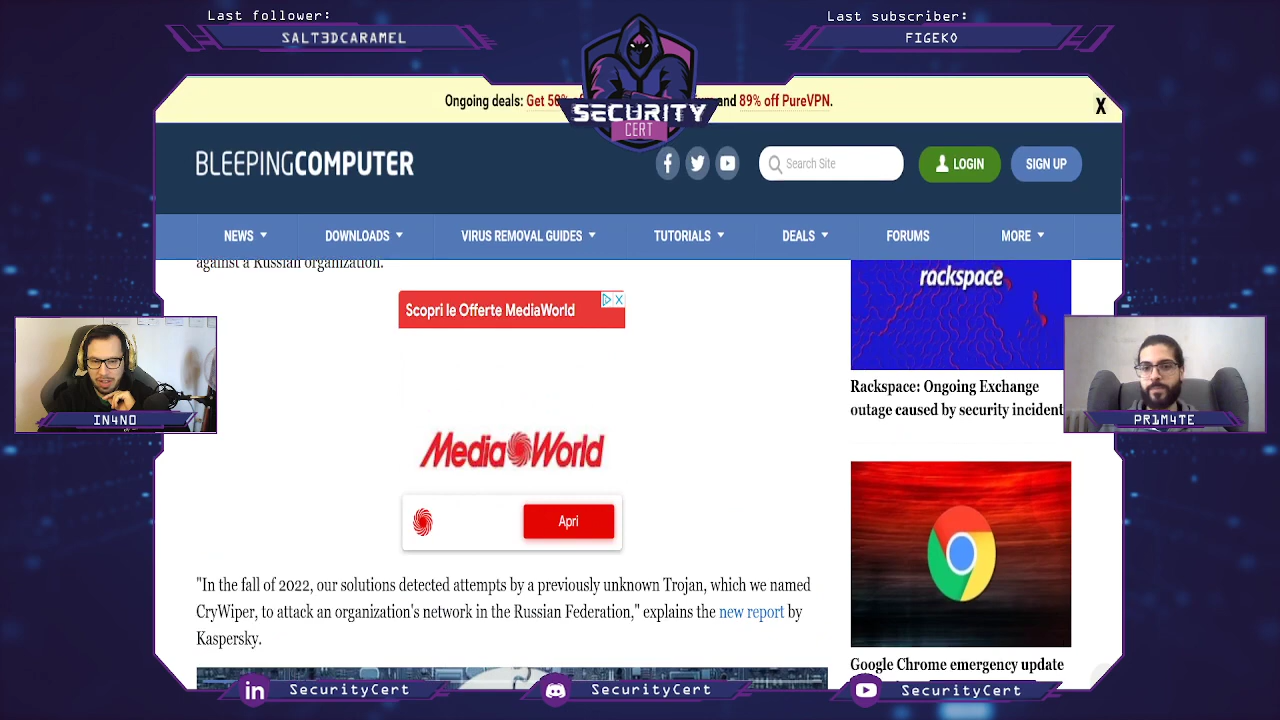 Last follower:
SALT3DCARAMEL
Last subscriber:
FIGEKO
SECURITY
CERT
Ongoing deals: Get 50% and 89% off PureVPN.
X
BLEEPINGCOMPUTER
Search Site
LOGIN
SIGN UP
NEWS
DOWNLOADS
VIRUS REMOVAL GUIDES
TUTORIALS
DEALS
FORUMS
MORE
against a Russian organization.
Scopri le Offerte MediaWorld
MediaWorld
Apri
"In the fall of 2022, our solutions detected attempts by a previously unknown Trojan, which we named
CryWiper, to attack an organization's network in the Russian Federation," explains the new report by
Kaspersky.
rackspace
Rackspace: Ongoing Exchange
outage caused by security incident
Google Chrome emergency update
IN4N0
PR1M4TE
SecurityCert
SecurityCert
SecurityCert